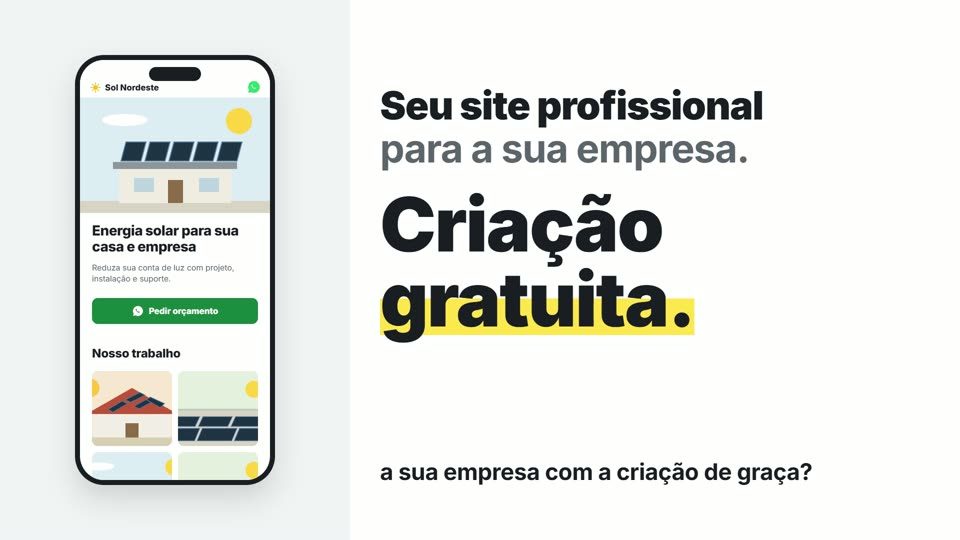 Sol Nordeste
Energia solar para sua
casa e empresa
Reduza sua conta de luz com projeto,
instalação e suporte.
Pedir orçamento
Nosso trabalho
Seu site profissional
para a sua empresa.
Criação
gratuita.
a sua empresa com a criação de graça?